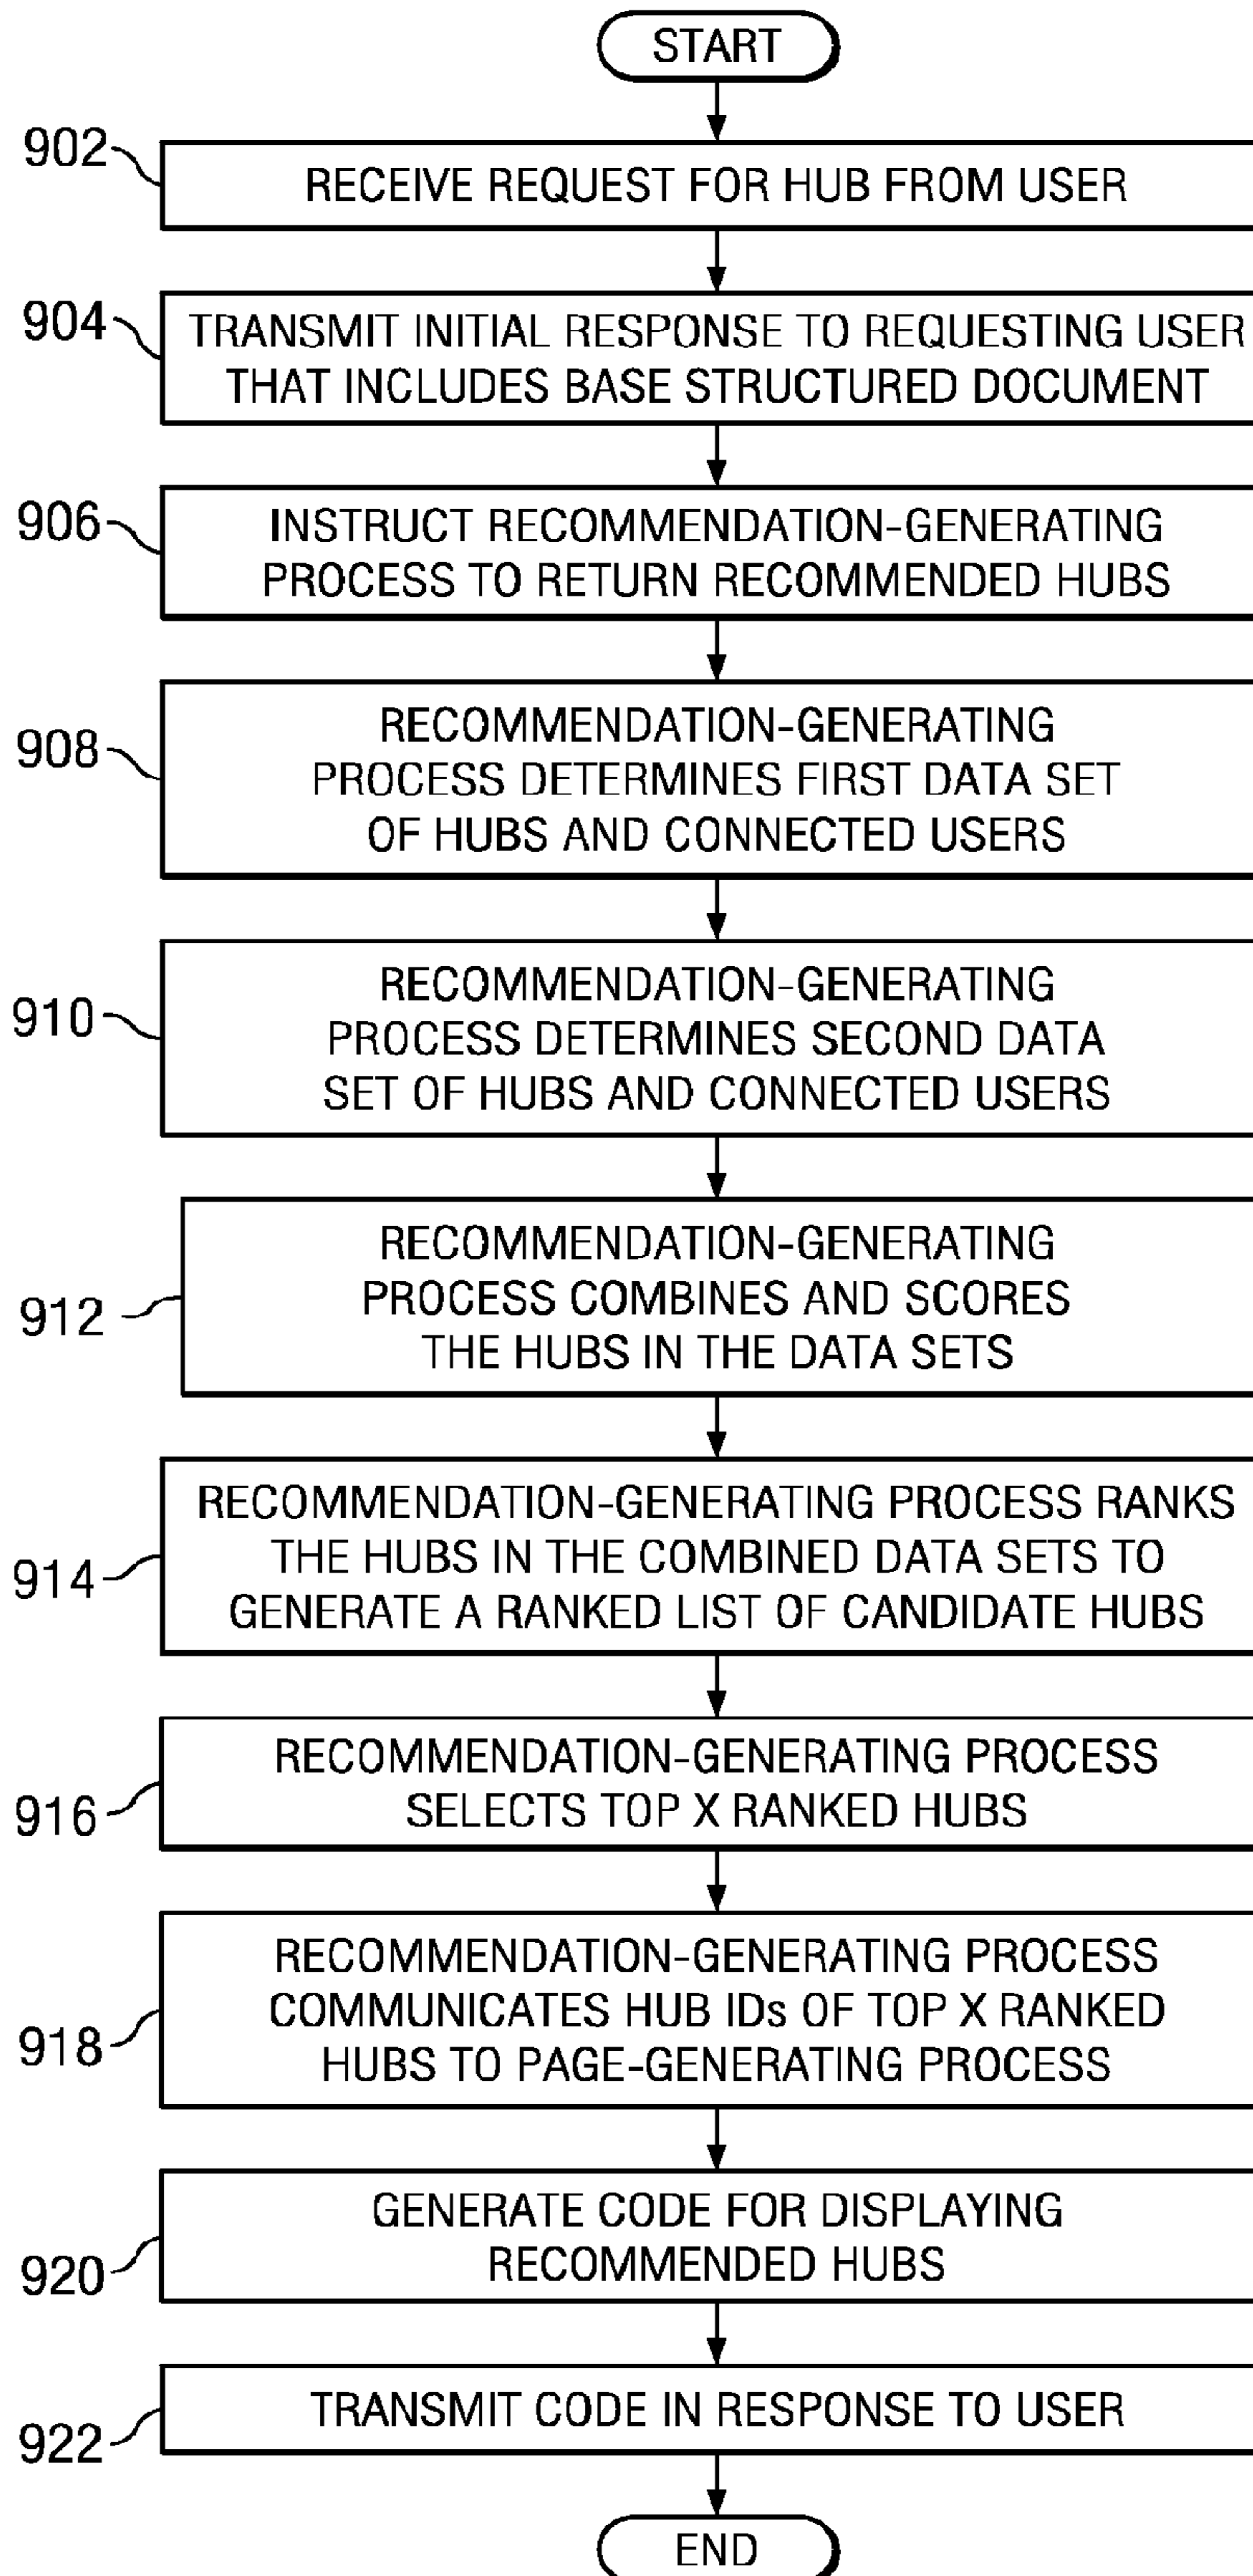 START
902
RECEIVE REQUEST FOR HUB FROM USER
904
TRANSMIT INITIAL RESPONSE TO REQUESTING USER
THAT INCLUDES BASE STRUCTURED DOCUMENT
906
INSTRUCT RECOMMENDATION-GENERATING
PROCESS TO RETURN RECOMMENDED HUBS
908
RECOMMENDATION-GENERATING
PROCESS DETERMINES FIRST DATA SET
OF HUBS AND CONNECTED USERS
910
RECOMMENDATION-GENERATING
PROCESS DETERMINES SECOND DATA
SET OF HUBS AND CONNECTED USERS
912
RECOMMENDATION-GENERATING
PROCESS COMBINES AND SCORES
THE HUBS IN THE DATA SETS
914
RECOMMENDATION-GENERATING PROCESS RANKS
THE HUBS IN THE COMBINED DATA SETS TO
GENERATE A RANKED LIST OF CANDIDATE HUBS
916
RECOMMENDATION-GENERATING PROCESS
SELECTS TOP X RANKED HUBS
918
RECOMMENDATION-GENERATING PROCESS
COMMUNICATES HUB IDs OF TOP X RANKED
HUBS TO PAGE-GENERATING PROCESS
920
GENERATE CODE FOR DISPLAYING
RECOMMENDED HUBS
922
TRANSMIT CODE IN RESPONSE TO USER
END